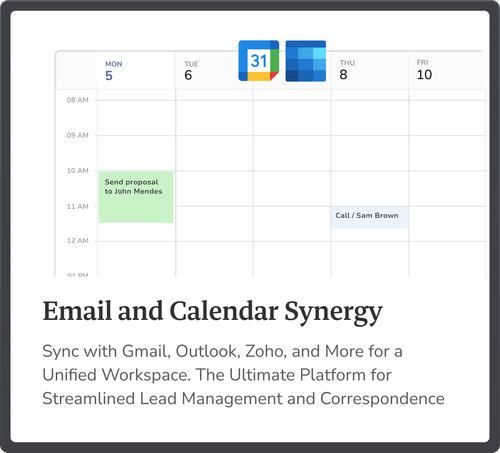 MON
5
TUE
6
31
THU
8
FRI
10
08 AM
09 AM
10 AM
Send proposal
to John Mendes
11 AM
Call / Sam Brown
12 AM
01 PM
Email and Calendar Synergy
Sync with Gmail, Outlook, Zoho, and More for a
Unified Workspace. The Ultimate Platform for
Streamlined Lead Management and Correspondence